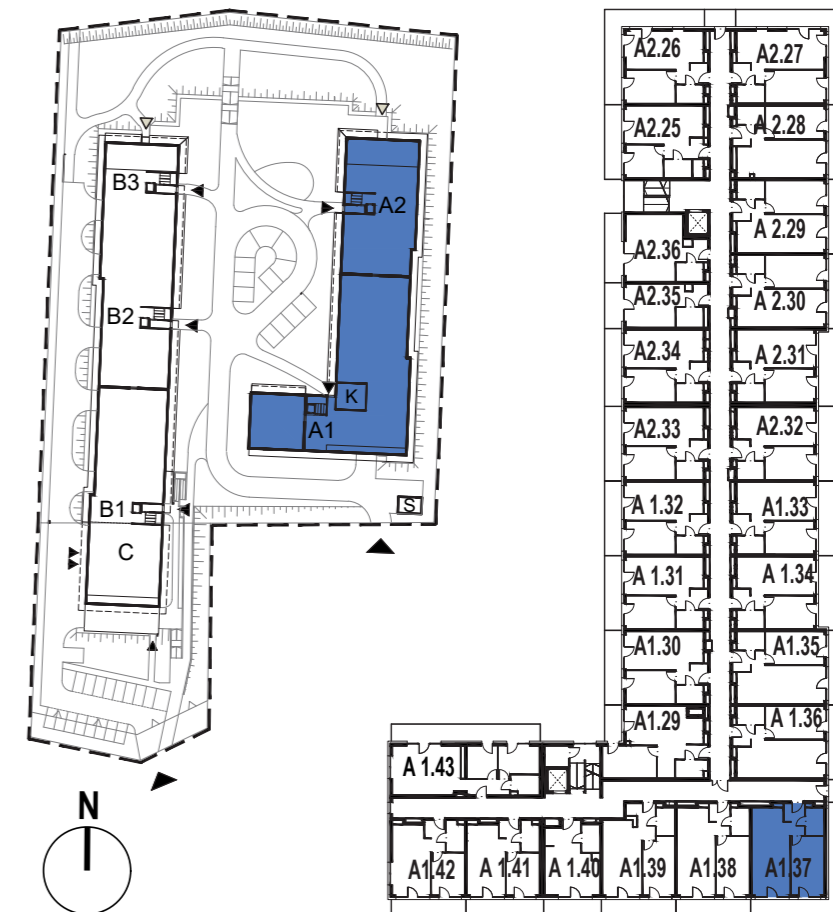 B3
A2
B2
K
A1
B1
S
C
N
A2.26
A2.27
A2.25
A 2.28
A 2.29
A2.36
A2.35
A 2.30
A2.34
A 2.31
A2.33
A2.32
A 1.32
A1.33
A 1.31
A 1.34
A1.30
A1.35
A1.29
A 1.36
A 1.43
A1.42
A 1.41
A 1.40
A1.39
A1.38
A1.37